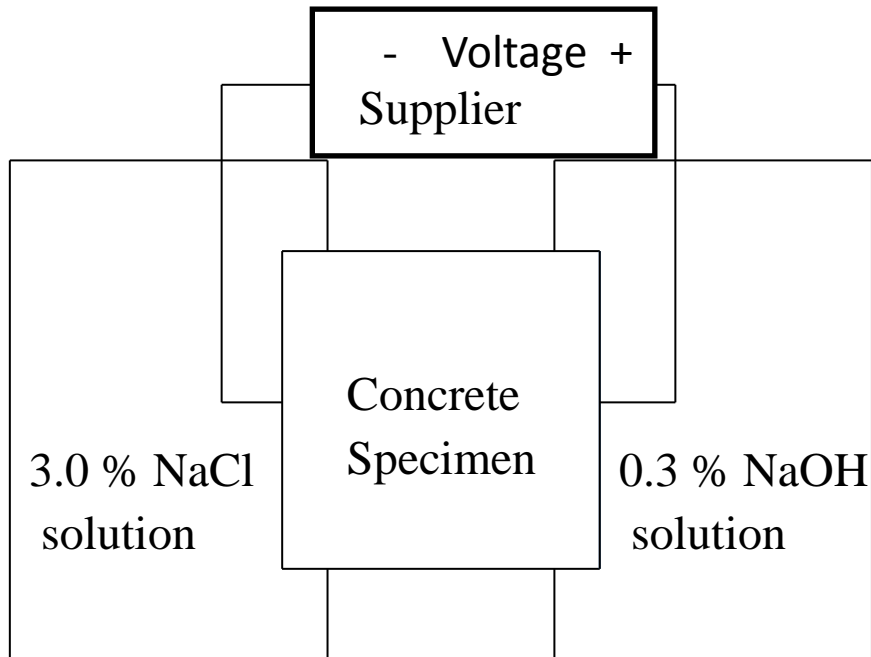 - Voltage +
Supplier
Concrete
Specimen
3.0 % NaCl
solution
0.3 % NaOH
solution